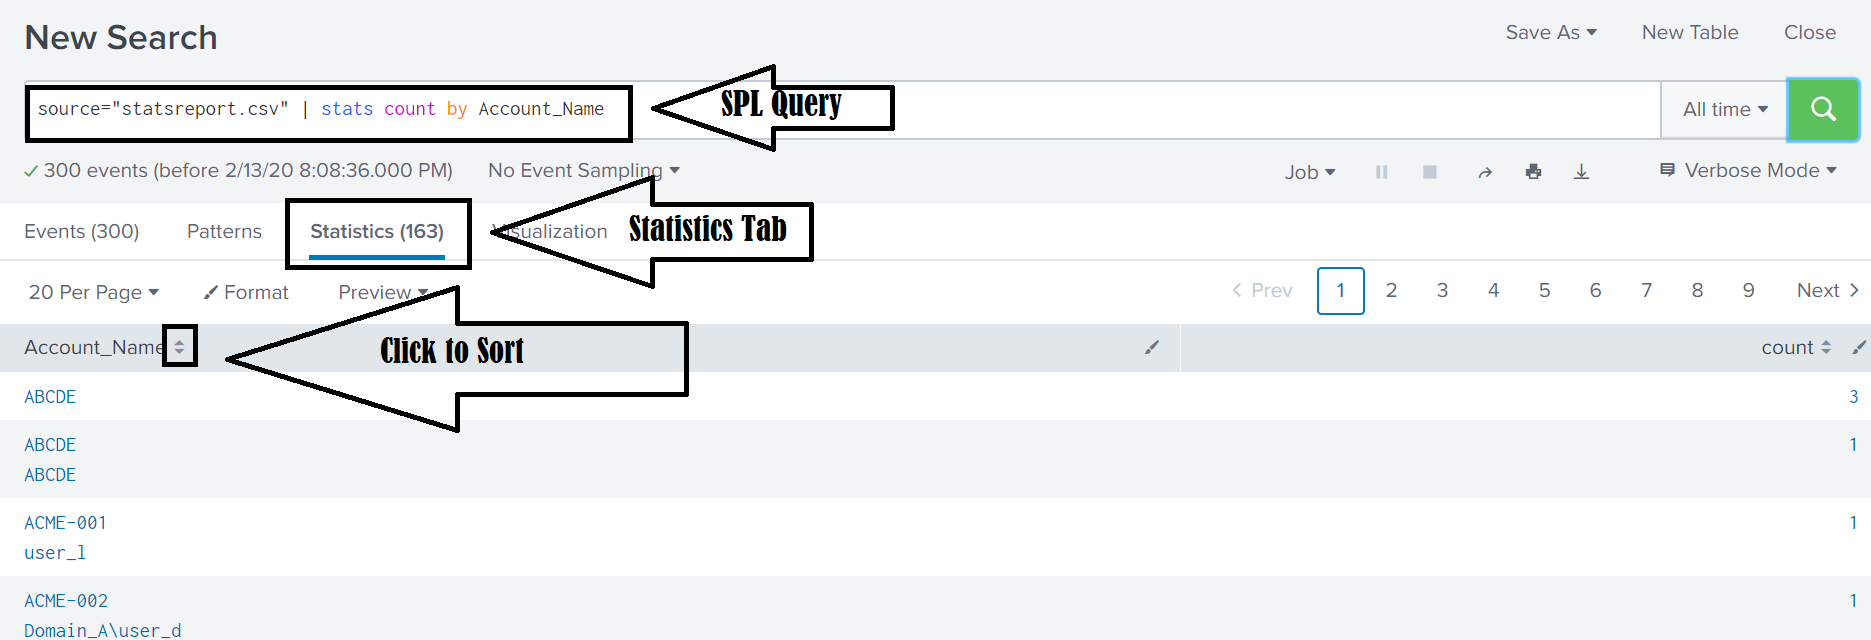 New Search
Save As New Table Close
source="statsreport.csv" | stats count by Account_Name
SPL Query
All time
300 events (before 2/13/20 8:08:36.000 PM) No Event Sampling
Job Verbose Mode
Events (300) Patterns Statistics (163) isualization
Statistics Tab
20 Per Page Format Preview
Prev 1 2 3 4 5 6 7 8 9 Next
Account_Name
Click to Sort
count
ABCDE 3
ABCDE 1
ABCDE
ACME-001 1
user_l
ACME-002 1
Domain_A\user_d